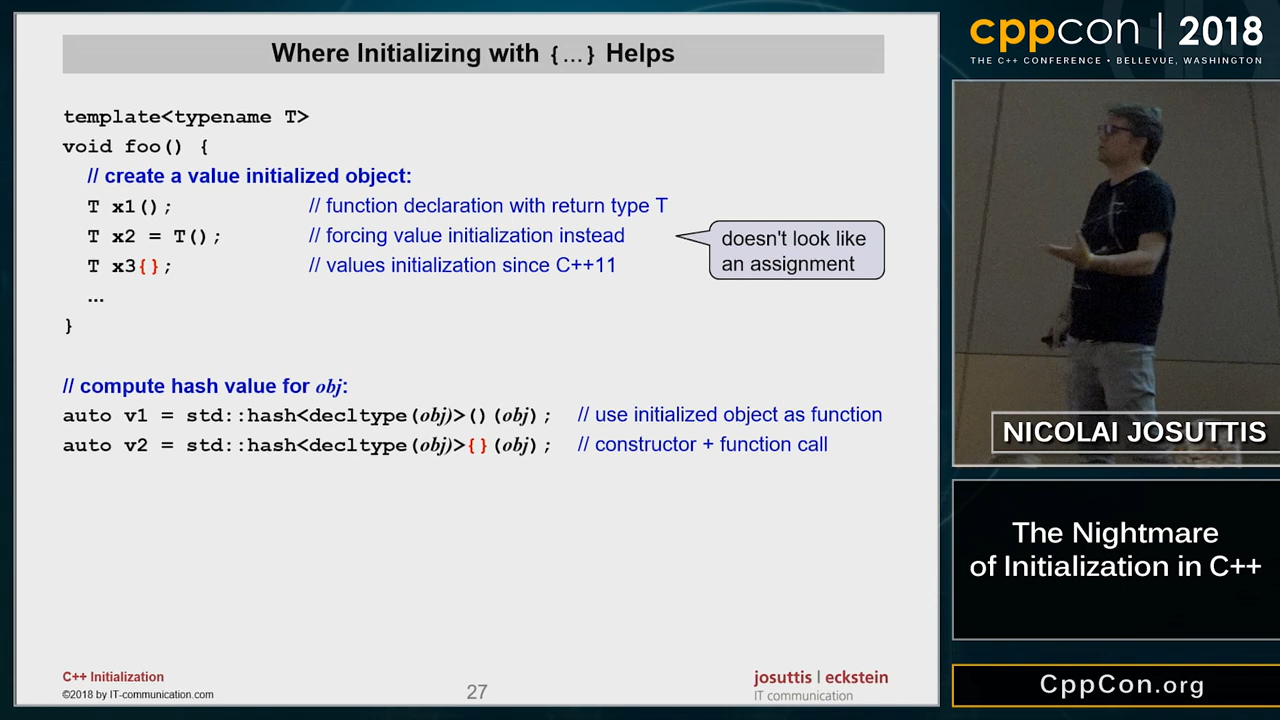 Where Initializing with {...} Helps
template<typename T>
void foo() {
// create a value initialized object:
T x1(); // function declaration with return type T
T x2 = T(); // forcing value initialization instead
T x3{}; // values initialization since C++11
...
}
doesn't look like
an assignment
// compute hash value for obj:
auto v1 = std::hash<decltype(obj)>()(obj); // use initialized object as function
auto v2 = std::hash<decltype(obj)>{}(obj); // constructor + function call
C++ Initialization
©2018 by IT-communication.com
27
josuttis | eckstein
IT communication
cppcon | 2018
THE C++ CONFERENCE • BELLEVUE, WASHINGTON
NICOLAI JOSUTTIS
The Nightmare
of Initialization in C++
CppCon.org